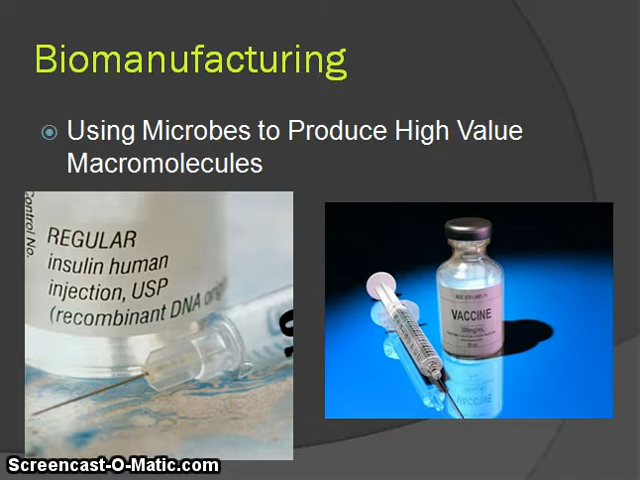 Biomanufacturing
Using Microbes to Produce High Value
Macromolecules
Control No.
REGULAR
insulin human
injection, USP
(recombinant DNA
VACCINE
Screencast-O-Matic.com